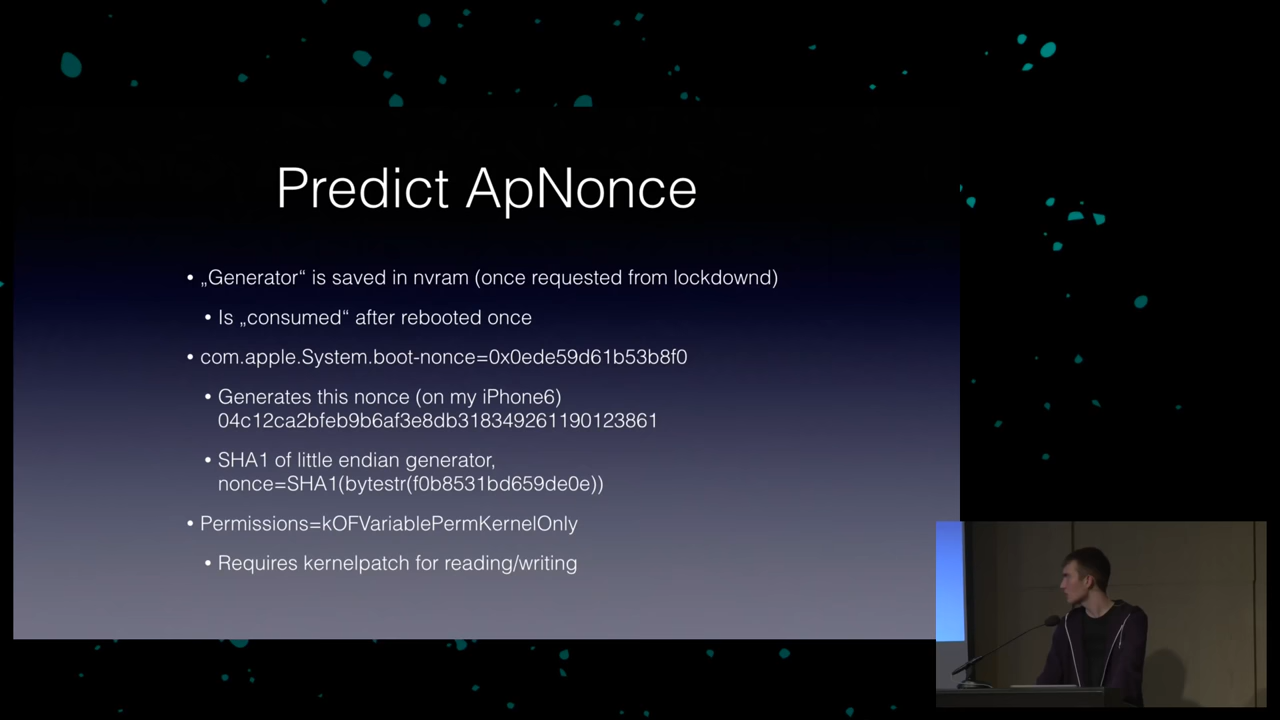 Predict ApNonce
• „Generator“ is saved in nvram (once requested from lockdownd)
• Is „consumed“ after rebooted once
• com.apple.System.boot-nonce=0x0ede59d61b53b8f0
• Generates this nonce (on my iPhone6)
04c12ca2bfeb9b6af3e8db318349261190123861
• SHA1 of little endian generator,
nonce=SHA1(bytestr(f0b8531bd659de0e))
• Permissions=kOFVariablePermKernelOnly
• Requires kernelpatch for reading/writing